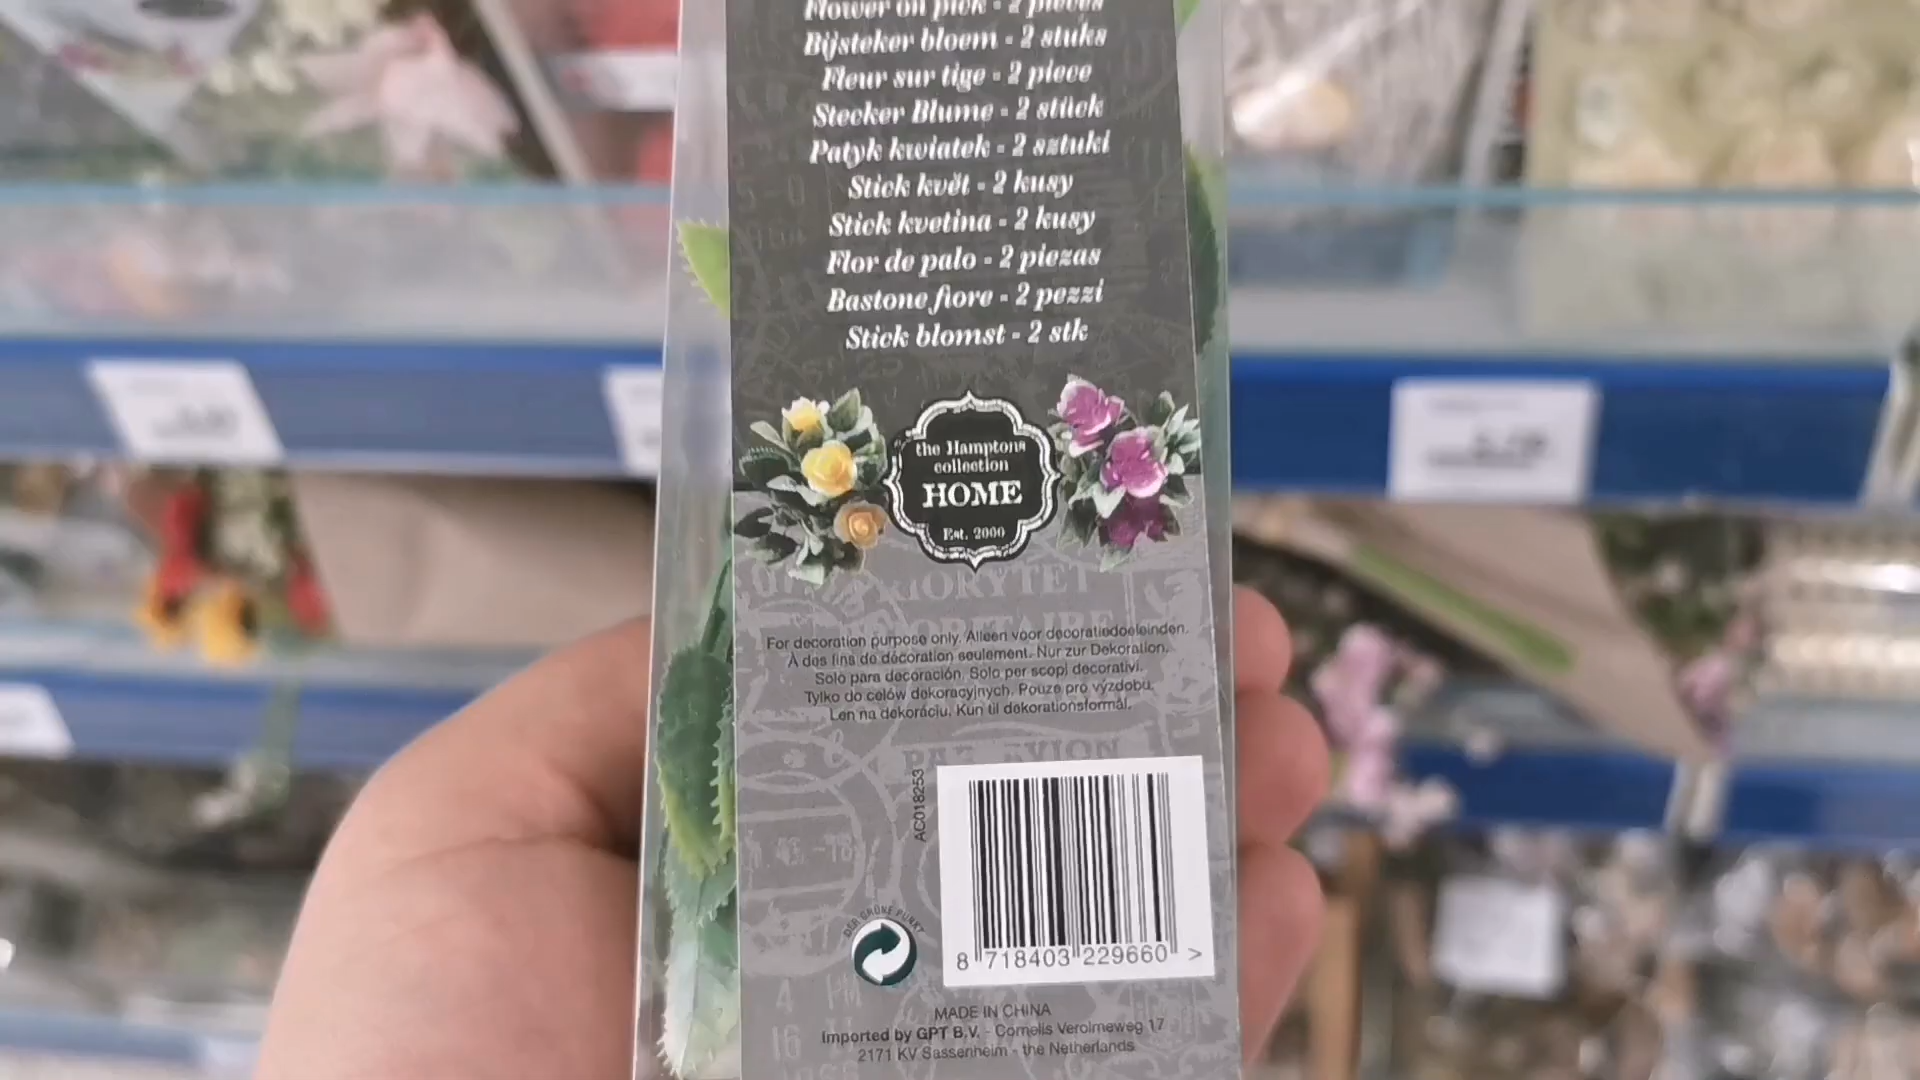 Flower on pick - 2 pieces
Bijsteker bloem - 2 stuks
Fleur sur tige - 2 piece
Stecker Blume - 2 stück
Patyk kwiatek - 2 sztuki
Stick květ - 2 kusy
Stick kvetina - 2 kusy
Flor de palo - 2 piezas
Bastone fiore - 2 pezzi
Stick blomst - 2 stk
the Hamptons
collection
HOME
Est. 2000
For decoration purpose only. Alleen voor decoratiedoeleinden.
À des fins de décoration seulement. Nur zur Dekoration.
Solo para decoración. Solo per scopi decorativi.
Tylko do celów dekoracyjnych. Pouze pro výzdobu.
Len na dekoráciu. Kun til dekorationsformål.
PAR AVION
AC018253
DER GRÜNE PUNKT
8 718403 229660 >
MADE IN CHINA
Imported by GPT B.V. - Cornelis Verolmeweg 17
2171 KV Sassenheim - the Netherlands